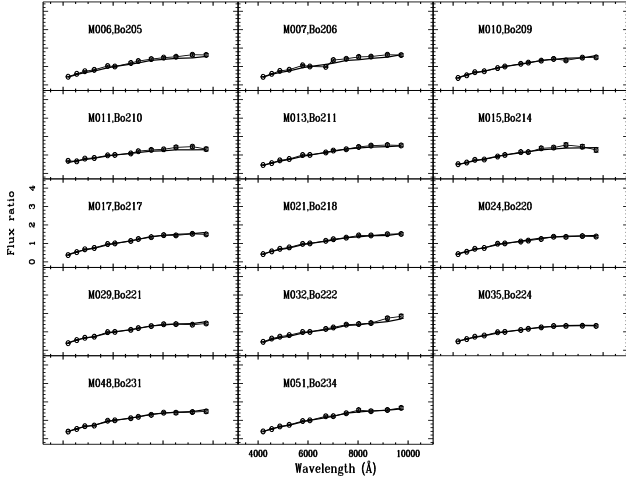 M006,Bo205
M007,Bo206
M010,Bo209
M011,Bo210
M013,Bo211
M015,Bo214
M017,Bo217
M021,Bo218
M024,Bo220
M029,Bo221
M032,Bo222
M035,Bo224
M048,Bo231
M051,Bo234
Flux ratio
4
3
2
1
0
4000 6000 8000 10000
Wavelength (Å)